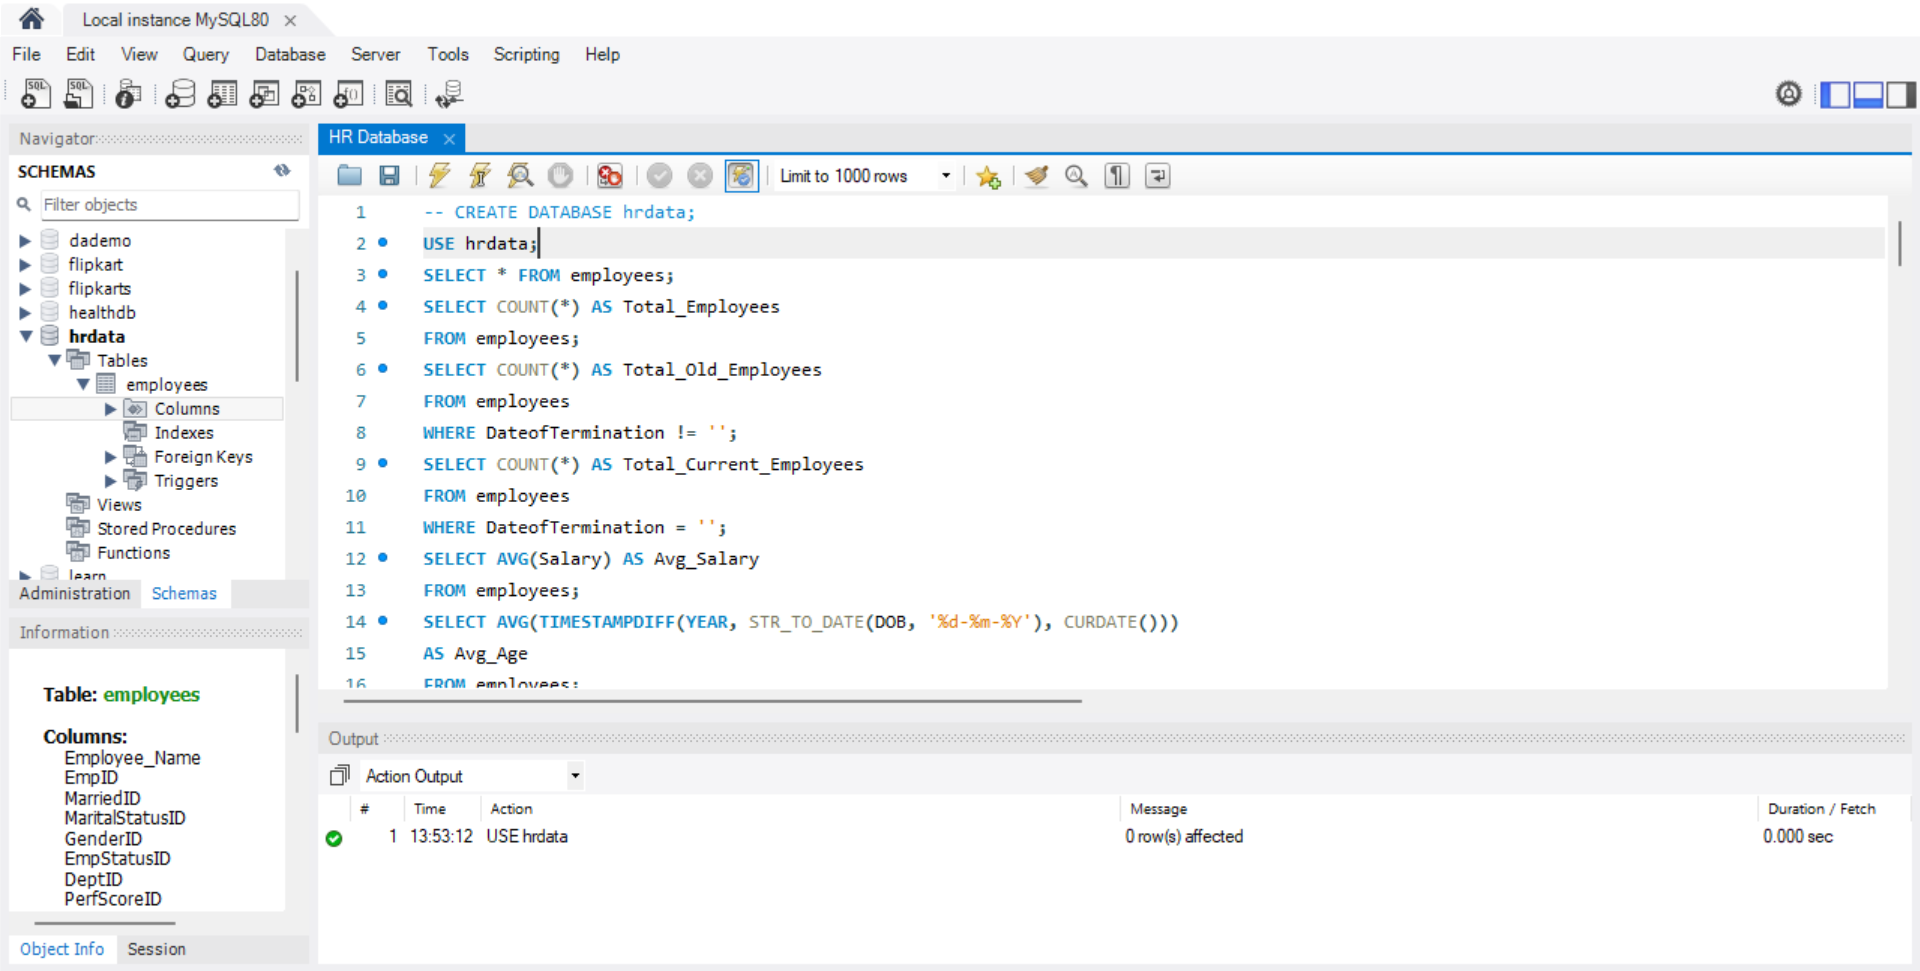 Local instance MySQL80
File Edit View Query Database Server Tools Scripting Help
Navigator
SCHEMAS
Filter objects
dademo
flipkart
flipkarts
healthdb
hrdata
Tables
employees
Columns
Indexes
Foreign Keys
Triggers
Views
Stored Procedures
Functions
learn
Administration Schemas
Information
Table: employees
Columns:
Employee_Name
EmpID
MarriedID
MaritalStatusID
GenderID
EmpStatusID
DeptID
PerfScoreID
Object Info Session
HR Database
Limit to 1000 rows
1 -- CREATE DATABASE hrdata;
2 USE hrdata;
3 SELECT * FROM employees;
4 SELECT COUNT(*) AS Total_Employees
5 FROM employees;
6 SELECT COUNT(*) AS Total_Old_Employees
7 FROM employees
8 WHERE DateofTermination != '';
9 SELECT COUNT(*) AS Total_Current_Employees
10 FROM employees
11 WHERE DateofTermination = '';
12 SELECT AVG(Salary) AS Avg_Salary
13 FROM employees;
14 SELECT AVG(TIMESTAMPDIFF(YEAR, STR_TO_DATE(DOB, '%d-%m-%Y'), CURDATE()))
15 AS Avg_Age
16 FROM employees;
Output
Action Output
# Time Action Message Duration / Fetch
1 13:53:12 USE hrdata 0 row(s) affected 0.000 sec